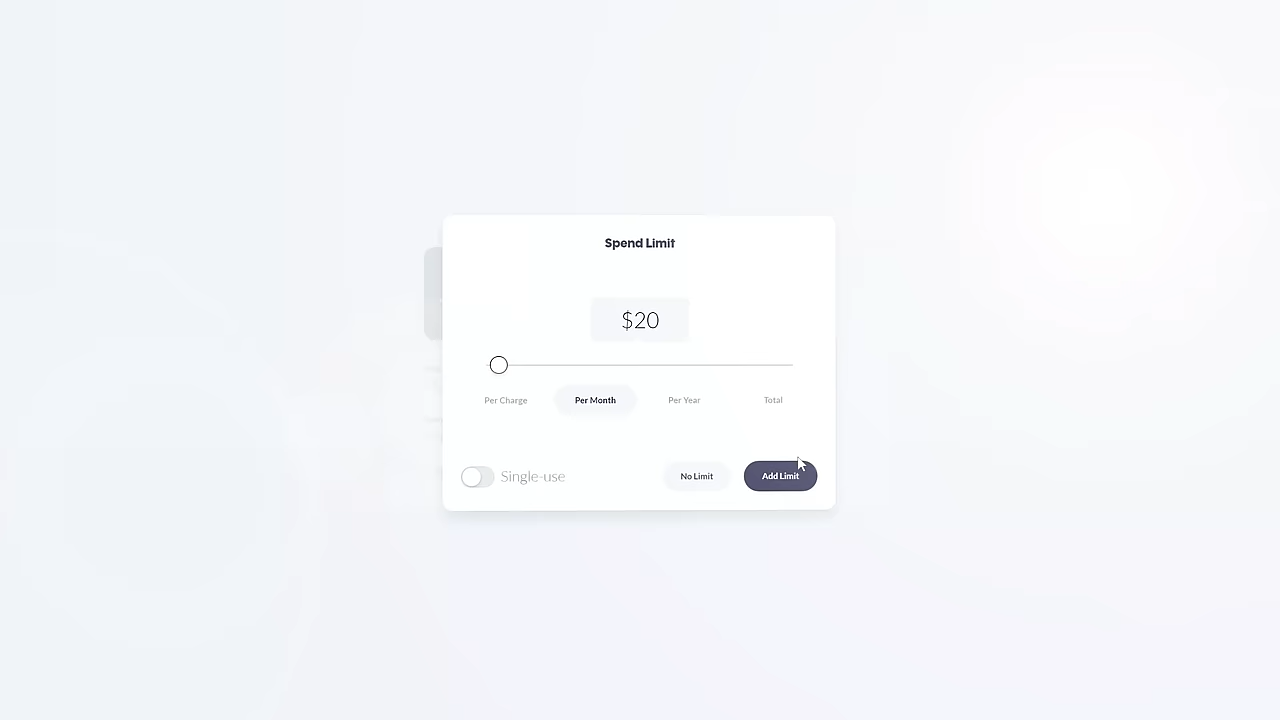 Spend Limit
$20
Per Charge
Per Month
Per Year
Total
Single-use
No Limit
Add Limit